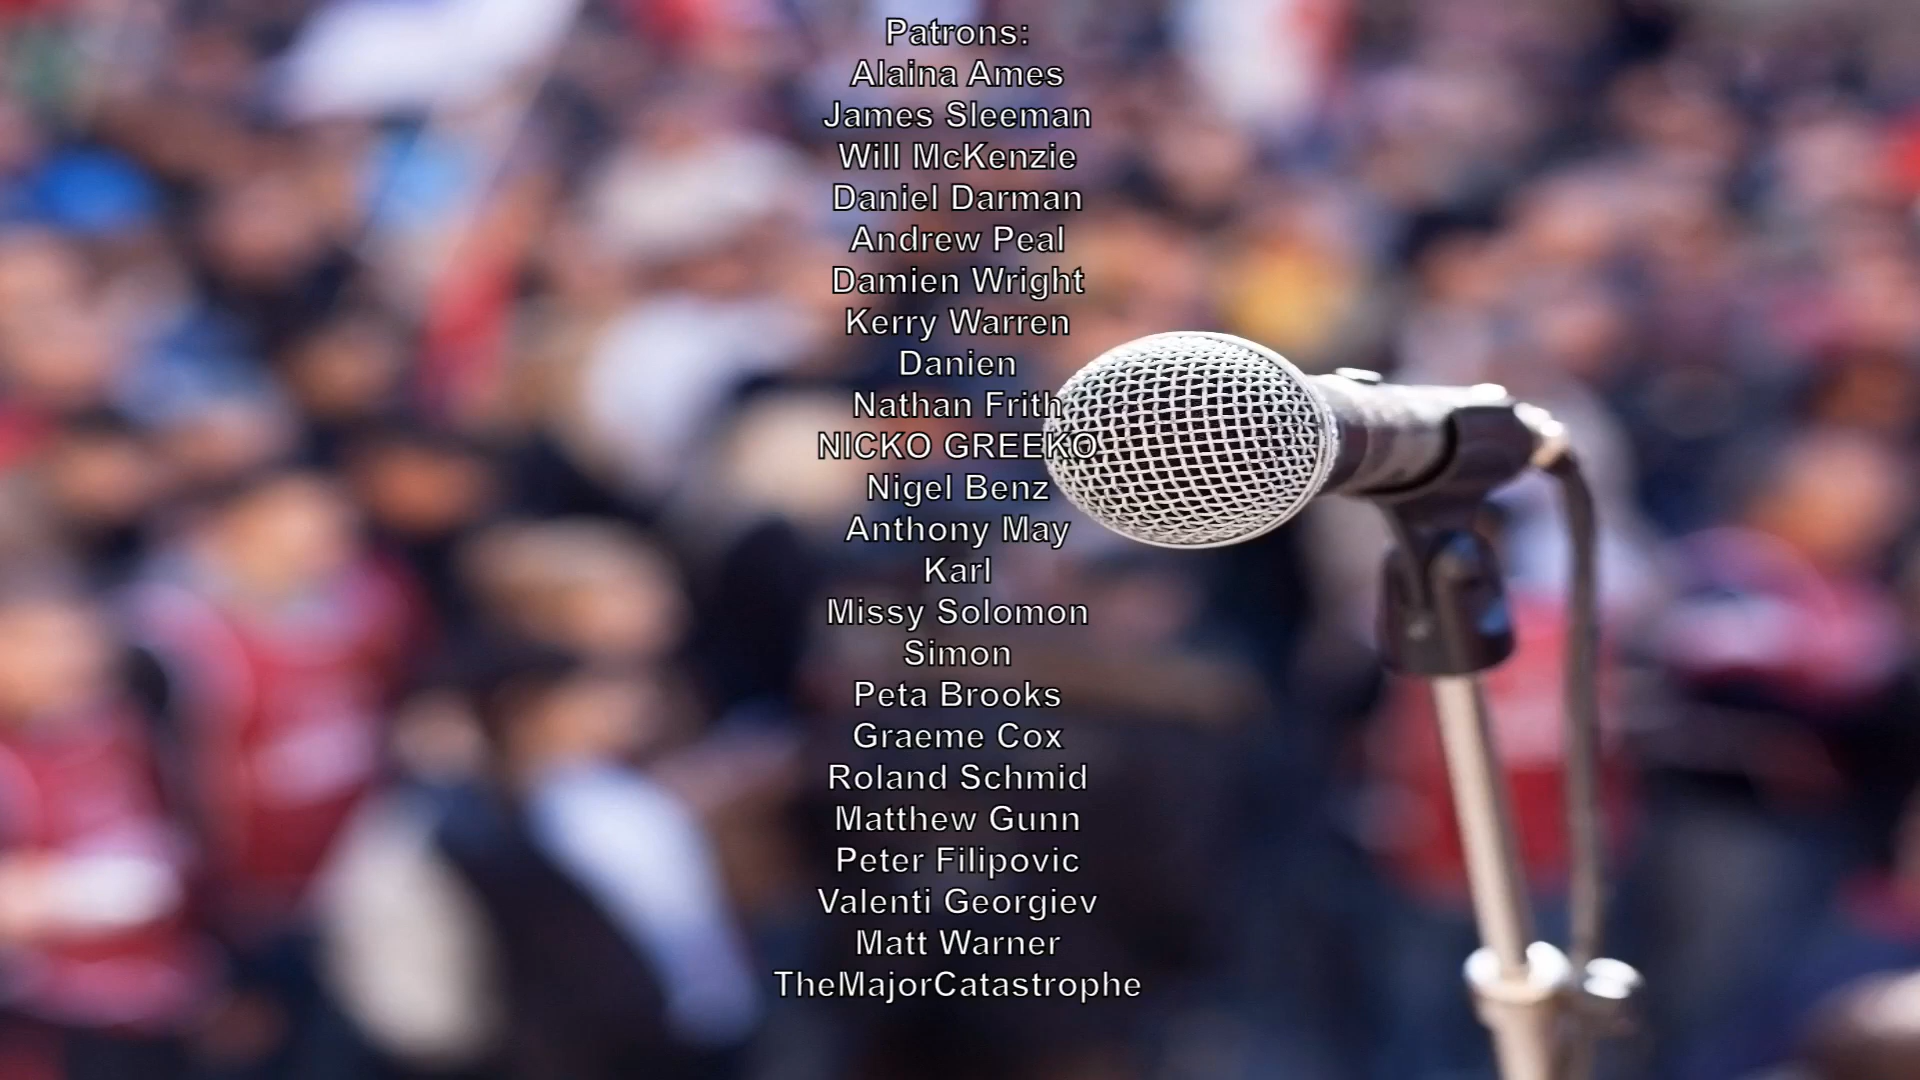 Patrons:
Alaina Ames
James Sleeman
Will McKenzie
Daniel Darman
Andrew Peal
Damien Wright
Kerry Warren
Danien
Nathan Frith
NICKO GREEKO
Nigel Benz
Anthony May
Karl
Missy Solomon
Simon
Peta Brooks
Graeme Cox
Roland Schmid
Matthew Gunn
Peter Filipovic
Valenti Georgiev
Matt Warner
TheMajorCatastrophe